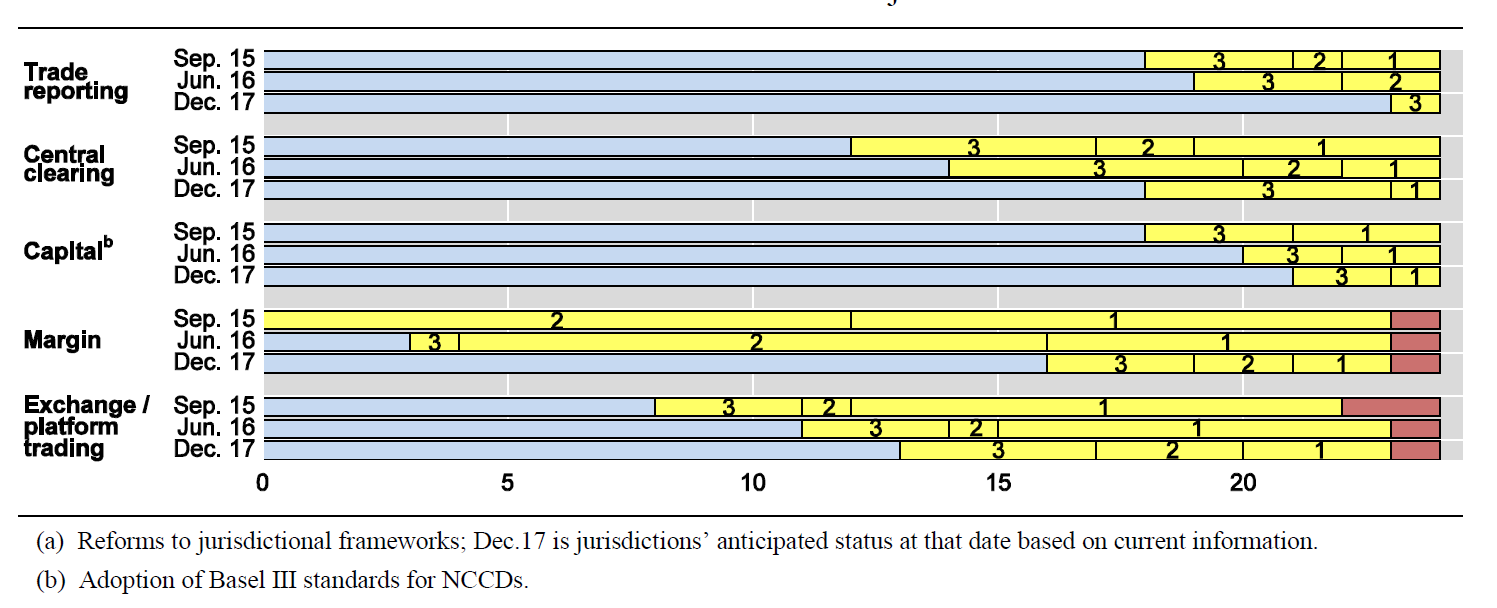 Trade
reporting
Sep. 15 3 2 1
Jun. 16 3 2
Dec. 17 3
Central
clearing
Sep. 15 3 2 1
Jun. 16 3 2 1
Dec. 17 3 1
Capital^b
Sep. 15 3 1
Jun. 16 3 1
Dec. 17 3 1
Margin
Sep. 15 2 1
Jun. 16 3 2 1
Dec. 17 3 2 1
Exchange /
platform
trading
Sep. 15 3 2 1
Jun. 16 3 2 1
Dec. 17 3 2 1
0 5 10 15 20
(a) Reforms to jurisdictional frameworks; Dec.17 is jurisdictions’ anticipated status at that date based on current information.
(b) Adoption of Basel III standards for NCCDs.